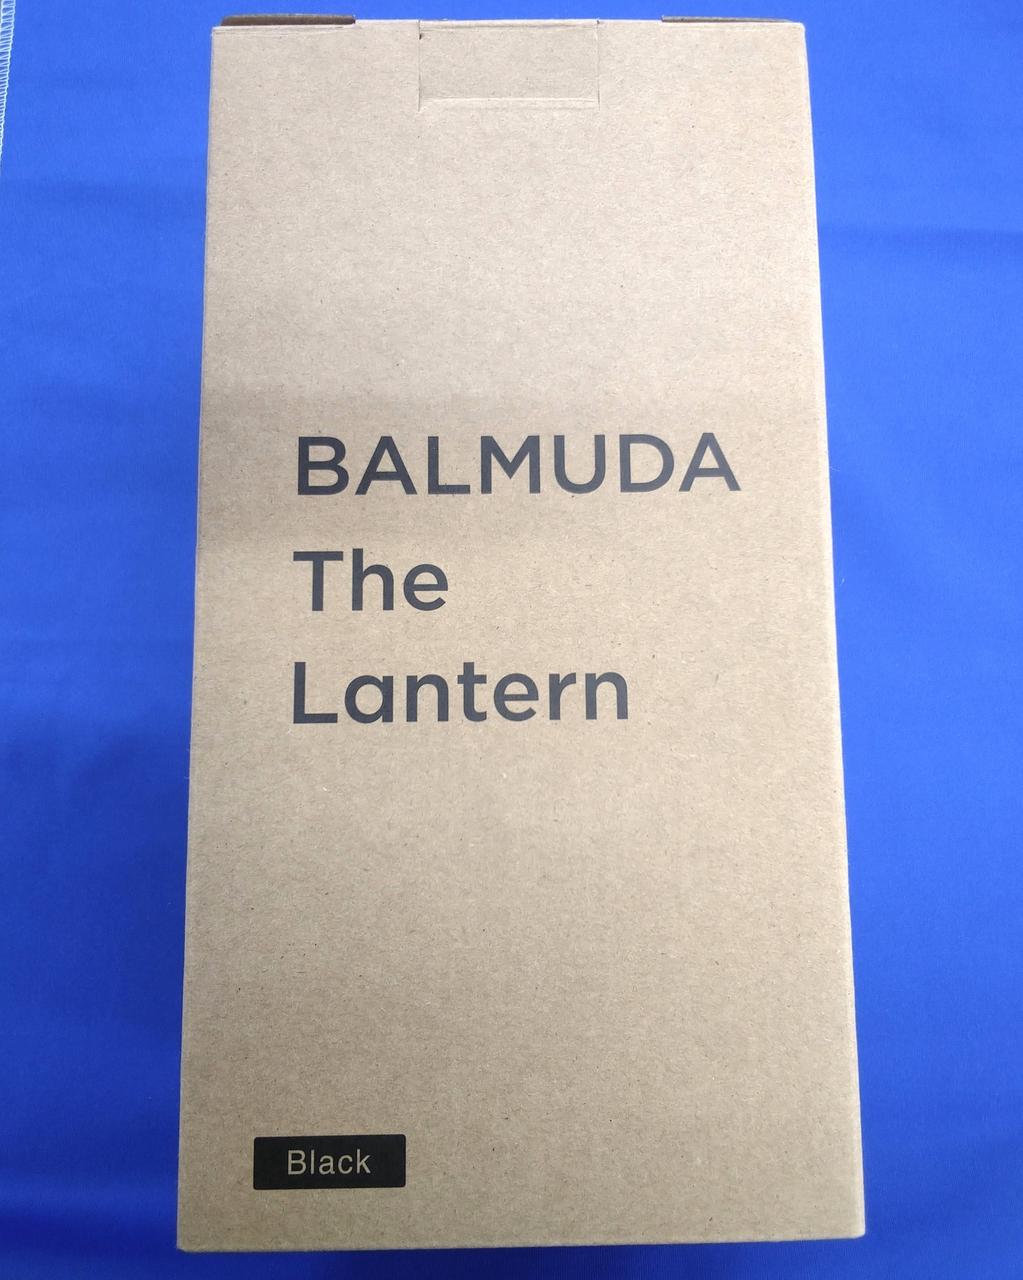 BALMUDA
The
Lantern
Black